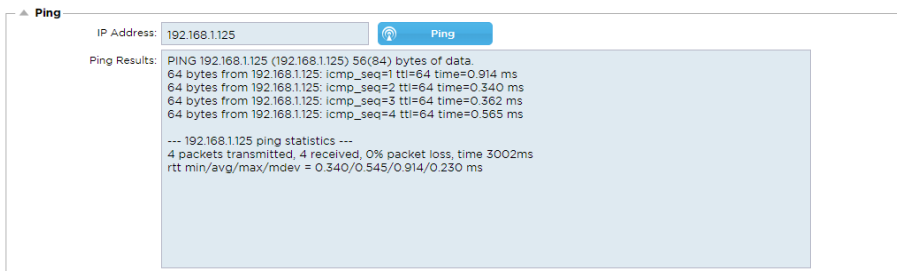 Ping
IP Address: 192.168.1.125 Ping
Ping Results: PING 192.168.1.125 (192.168.1.125) 56(84) bytes of data.
64 bytes from 192.168.1.125: icmp_seq=1 ttl=64 time=0.914 ms
64 bytes from 192.168.1.125: icmp_seq=2 ttl=64 time=0.340 ms
64 bytes from 192.168.1.125: icmp_seq=3 ttl=64 time=0.362 ms
64 bytes from 192.168.1.125: icmp_seq=4 ttl=64 time=0.565 ms
--- 192.168.1.125 ping statistics ---
4 packets transmitted, 4 received, 0% packet loss, time 3002ms
rtt min/avg/max/mdev = 0.340/0.545/0.914/0.230 ms